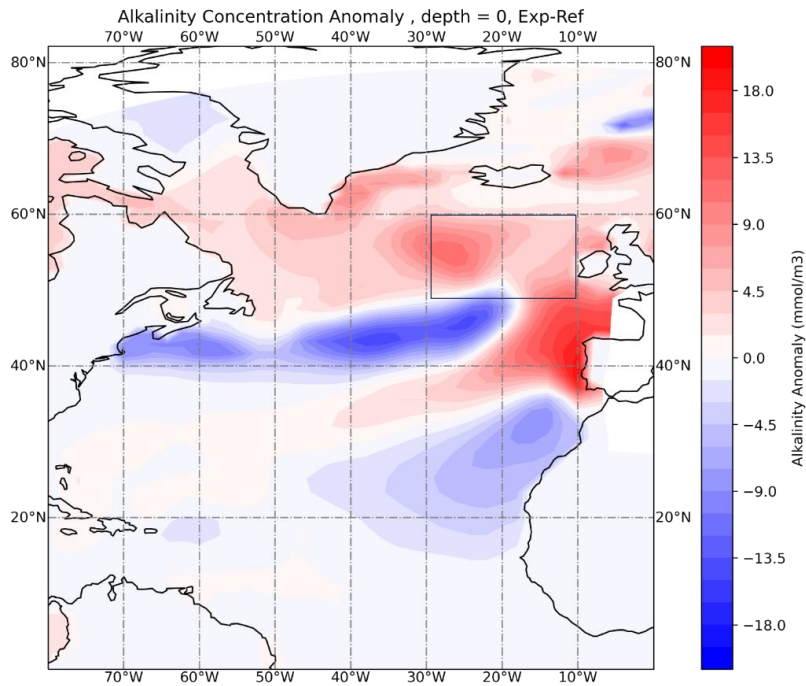 Alkalinity Concentration Anomaly , depth = 0, Exp-Ref
70°W 60°W 50°W 40°W 30°W 20°W 10°W
80°N 80°N
60°N 60°N
40°N 40°N
20°N 20°N
70°W 60°W 50°W 40°W 30°W 20°W 10°W
18.0
13.5
9.0
4.5
0.0
−4.5
−9.0
−13.5
−18.0
Alkalinity Anomaly (mmol/m3)